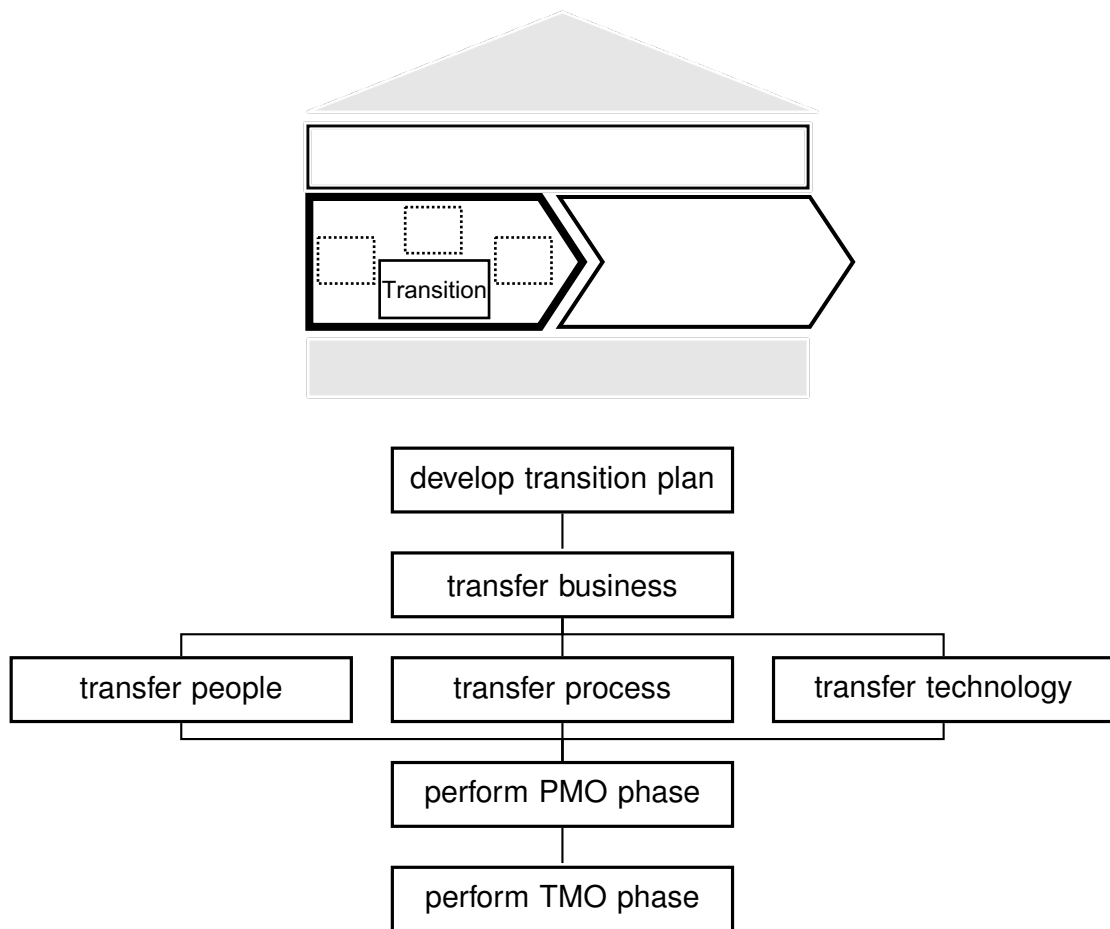 Transition
develop transition plan
transfer business
transfer people
transfer process
transfer technology
perform PMO phase
perform TMO phase